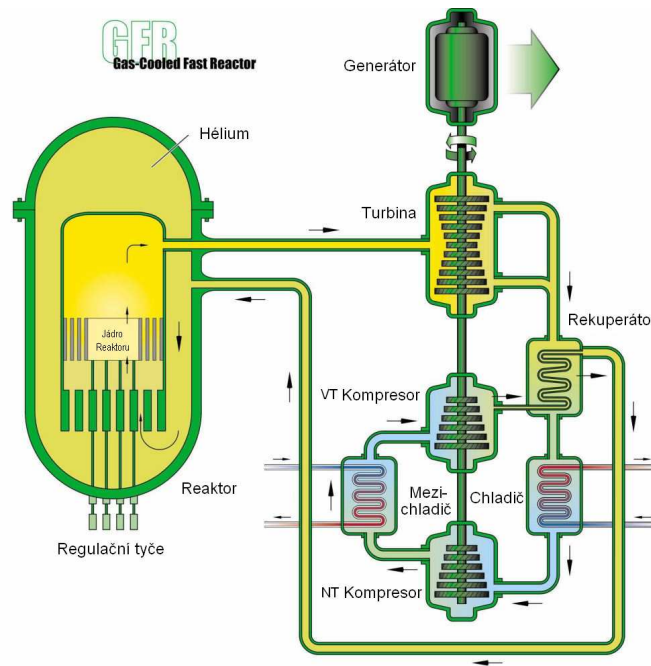 GFR
Gas-Cooled Fast Reactor
Generátor
Hélium
Turbina
Rekuperáto
Jádro
Reaktoru
VT Kompresor
Mezi-
chladič
Chladič
Reaktor
Regulační tyče
NT Kompresor